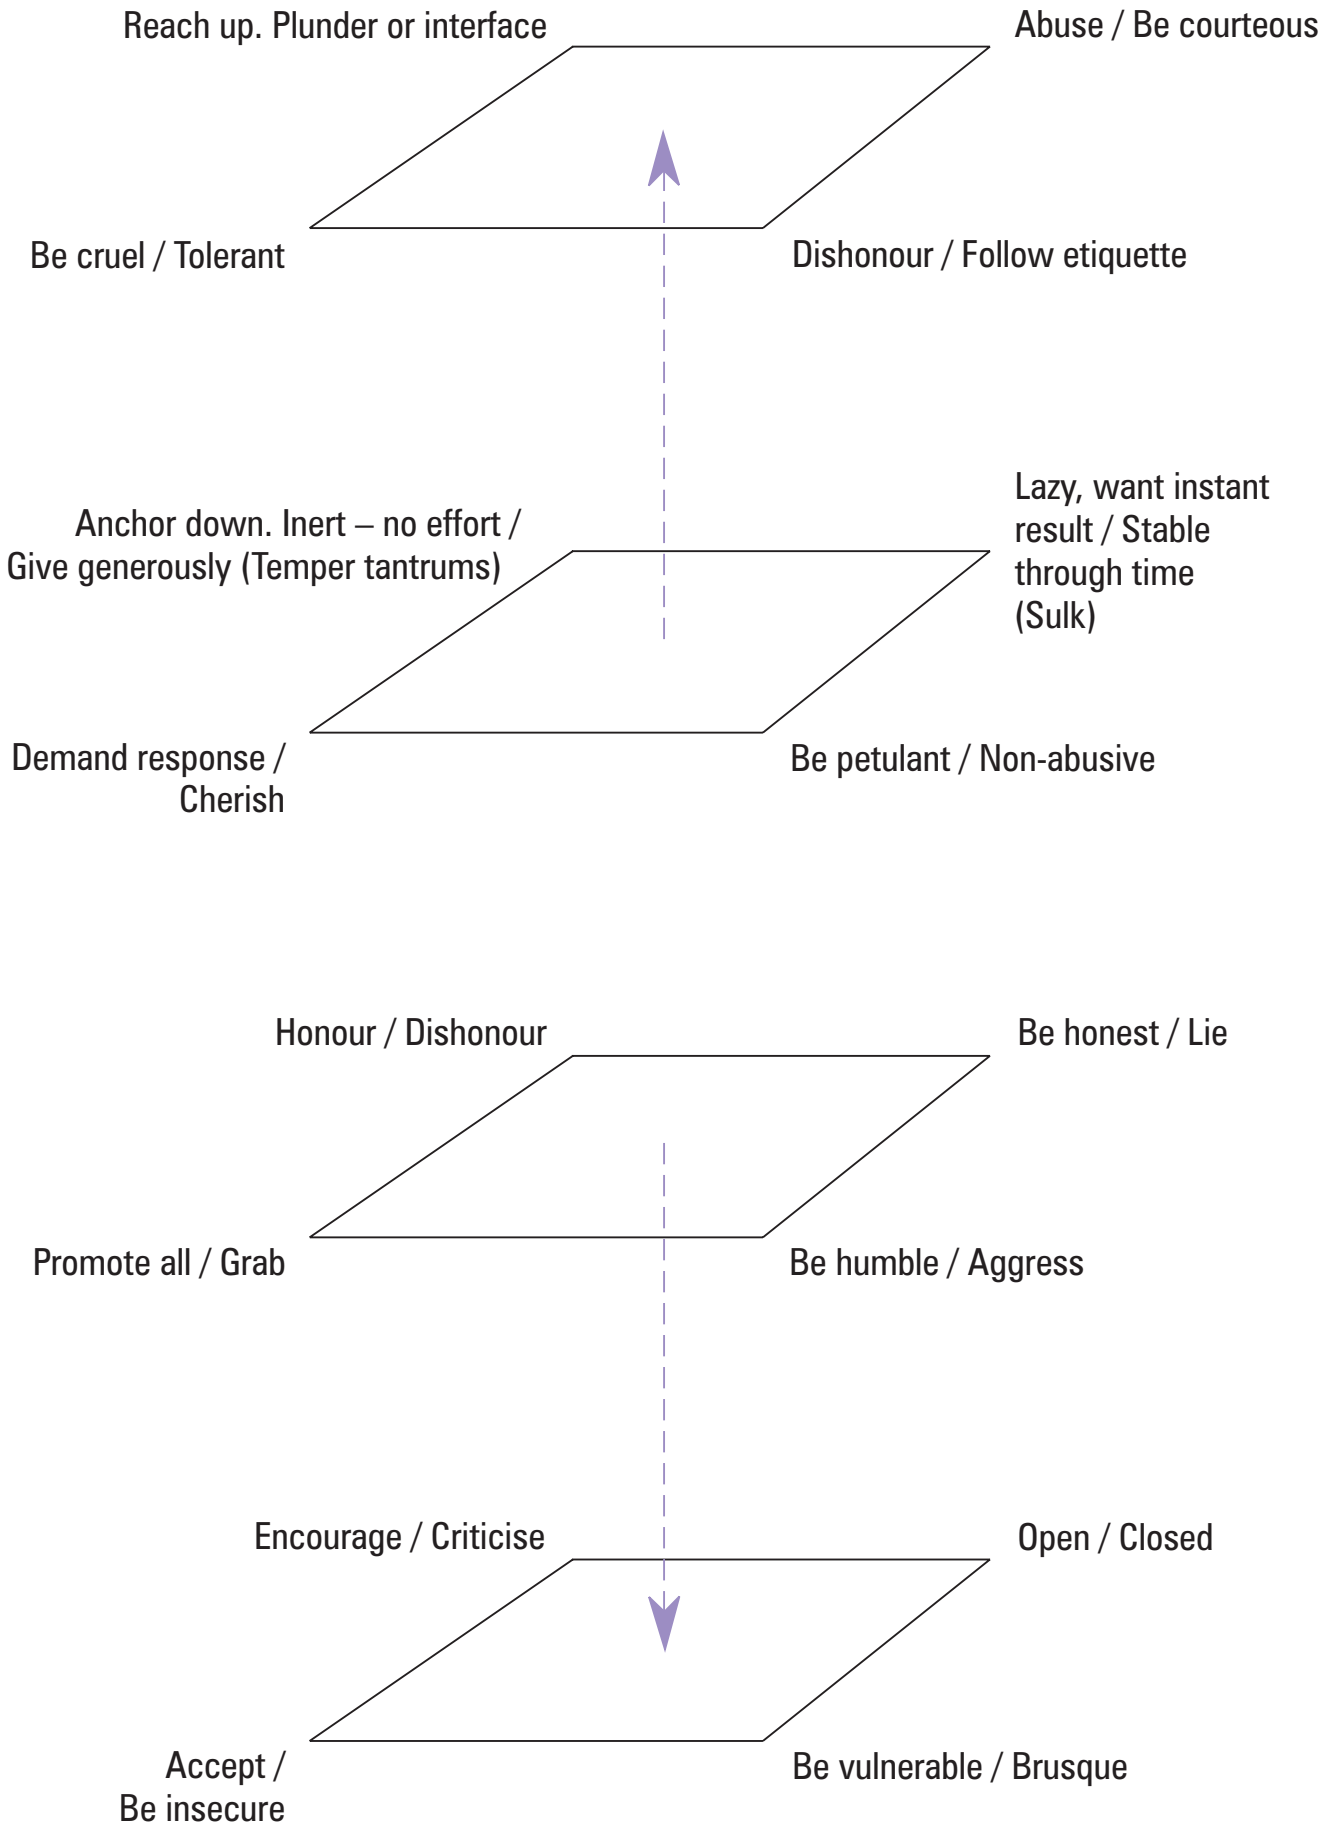 Reach up. Plunder or interface
Abuse / Be courteous
Be cruel / Tolerant
Dishonour / Follow etiquette
Anchor down. Inert – no effort /
Give generously (Temper tantrums)
Lazy, want instant
result / Stable
through time
(Sulk)
Demand response /
Cherish
Be petulant / Non-abusive
Honour / Dishonour
Be honest / Lie
Promote all / Grab
Be humble / Aggress
Encourage / Criticise
Open / Closed
Accept /
Be insecure
Be vulnerable / Brusque